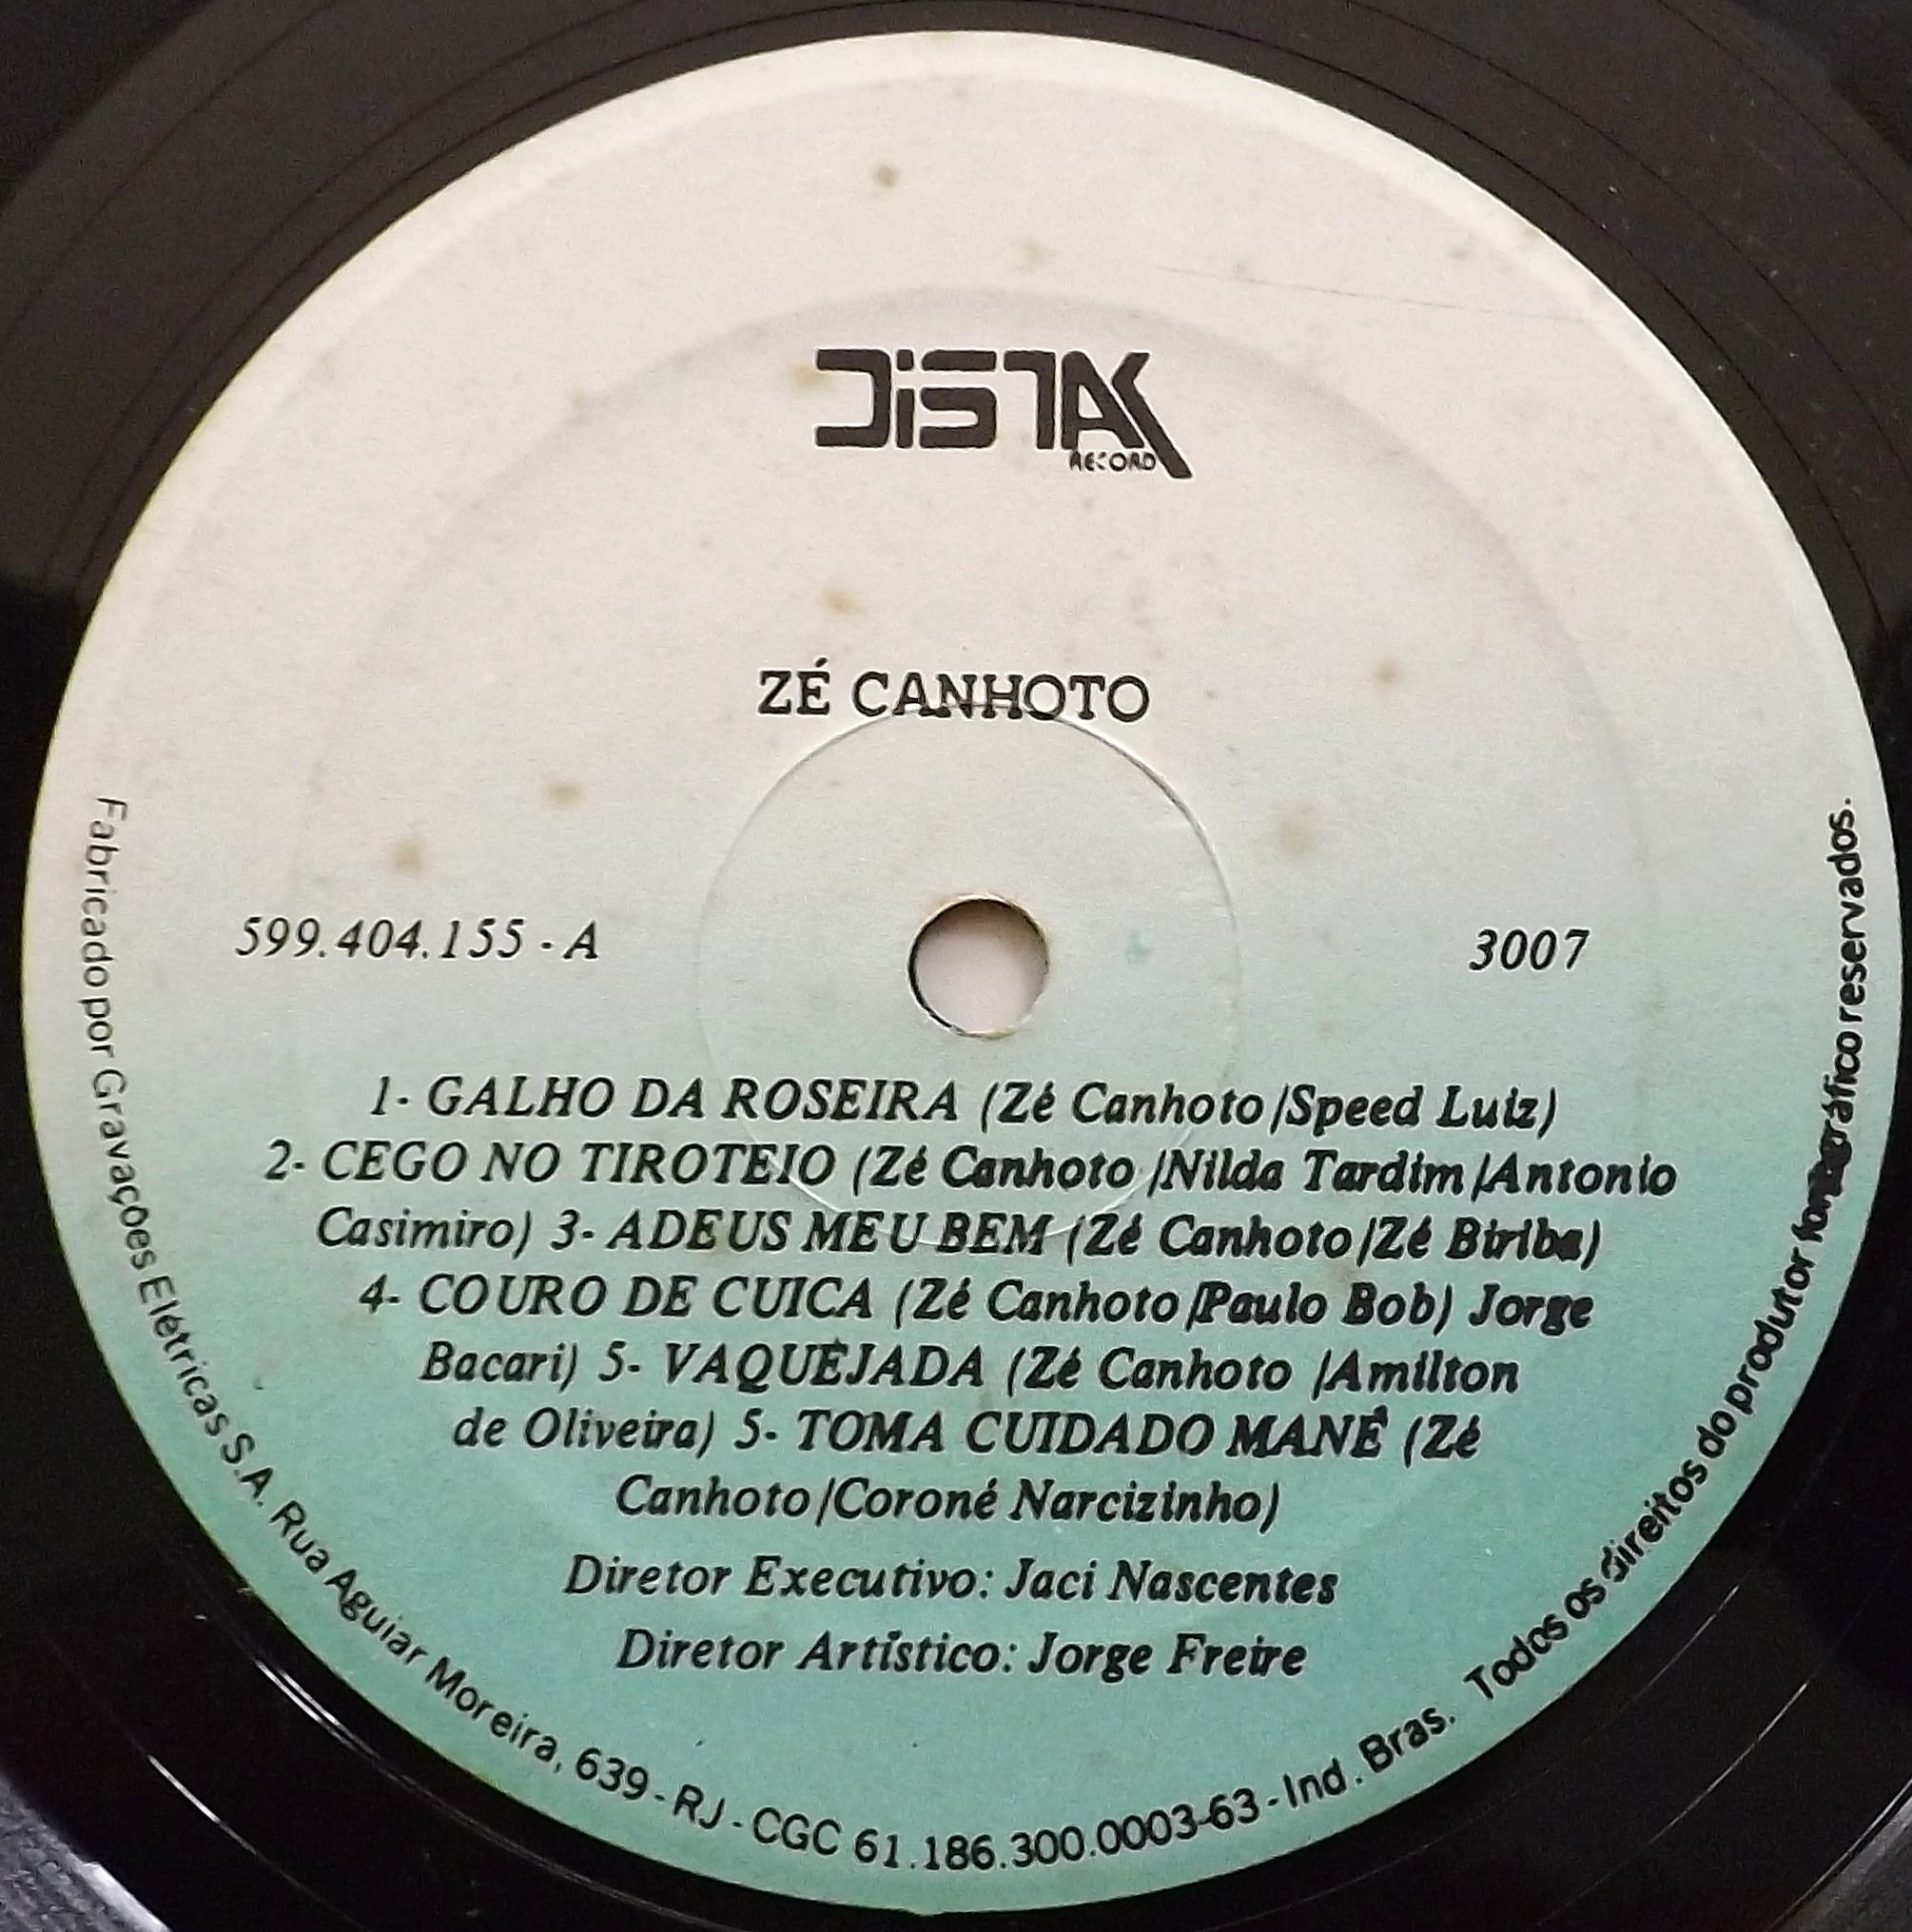 DiSTAK
RECORD
ZÉ CANHOTO
599.404.155 - A
3007
1- GALHO DA ROSEIRA (Zé Canhoto/Speed Luiz)
2- CEGO NO TIROTEIO (Zé Canhoto/Nilda Tardim/Antonio
Casimiro) 3- ADEUS MEU BEM (Zé Canhoto/Zé Biriba)
4- COURO DE CUICA (Zé Canhoto/Paulo Bob) Jorge
Bacari) 5- VAQUÊJADA (Zé Canhoto/Amilton
de Oliveira) 5- TOMA CUIDADO MANÊ (Zé
Canhoto/Coroné Narcizinho)
Diretor Executivo: Jaci Nascentes
Diretor Artístico: Jorge Freire
Fabricado por Gravações Elétricas S.A. Rua Aguiar Moreira, 639 - RJ - CGC 61.186.300.0003-63 - Ind. Bras. Todos os direitos do produtor fonográfico reservados.